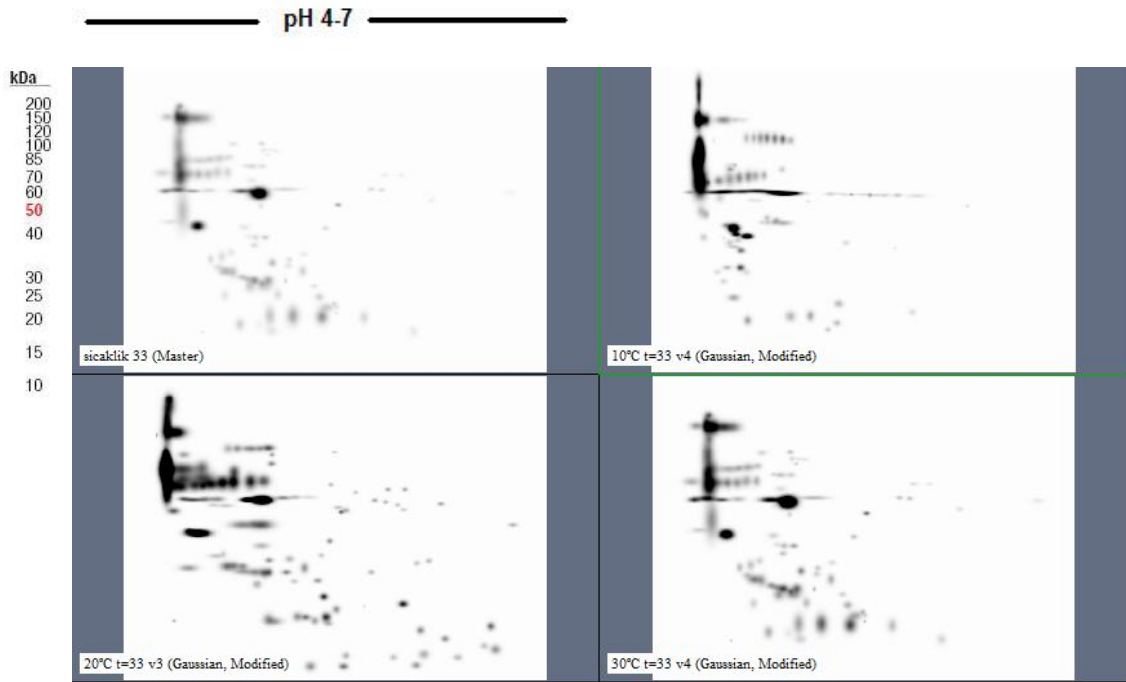 pH 4-7
kDa
200
150
120
100
85
70
60
50
40
30
25
20
15
10
sicaklik 33 (Master)
10°C t=33 v4 (Gaussian, Modified)
20°C t=33 v3 (Gaussian, Modified)
30°C t=33 v4 (Gaussian, Modified)